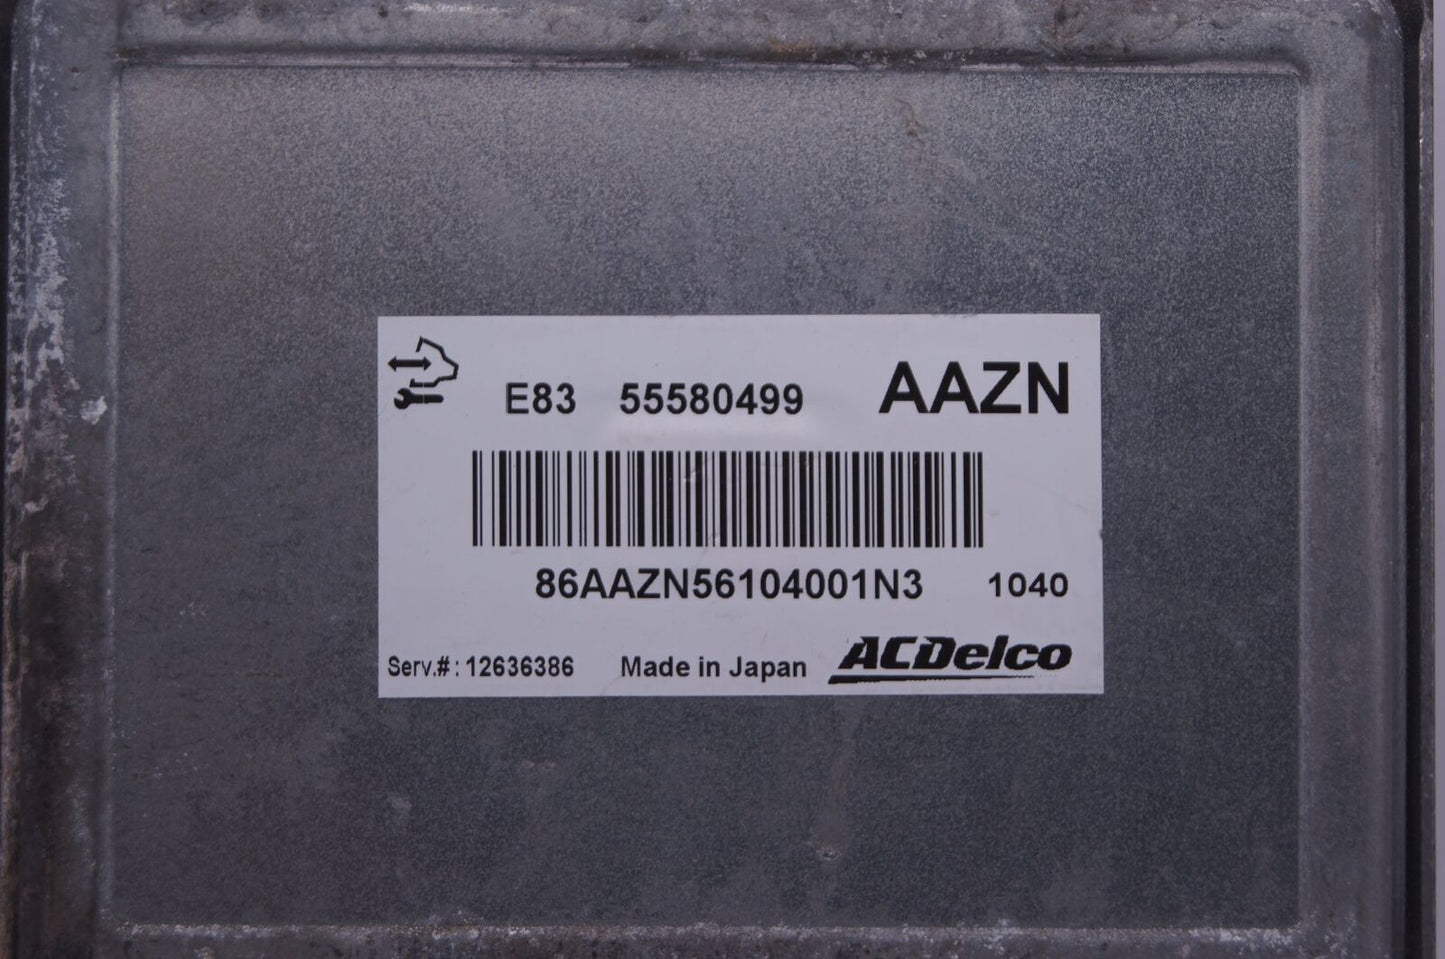 E83 55580499 AAZN
86AAZN56104001N3 1040
Serv.#: 12636386 Made in Japan ACDelco